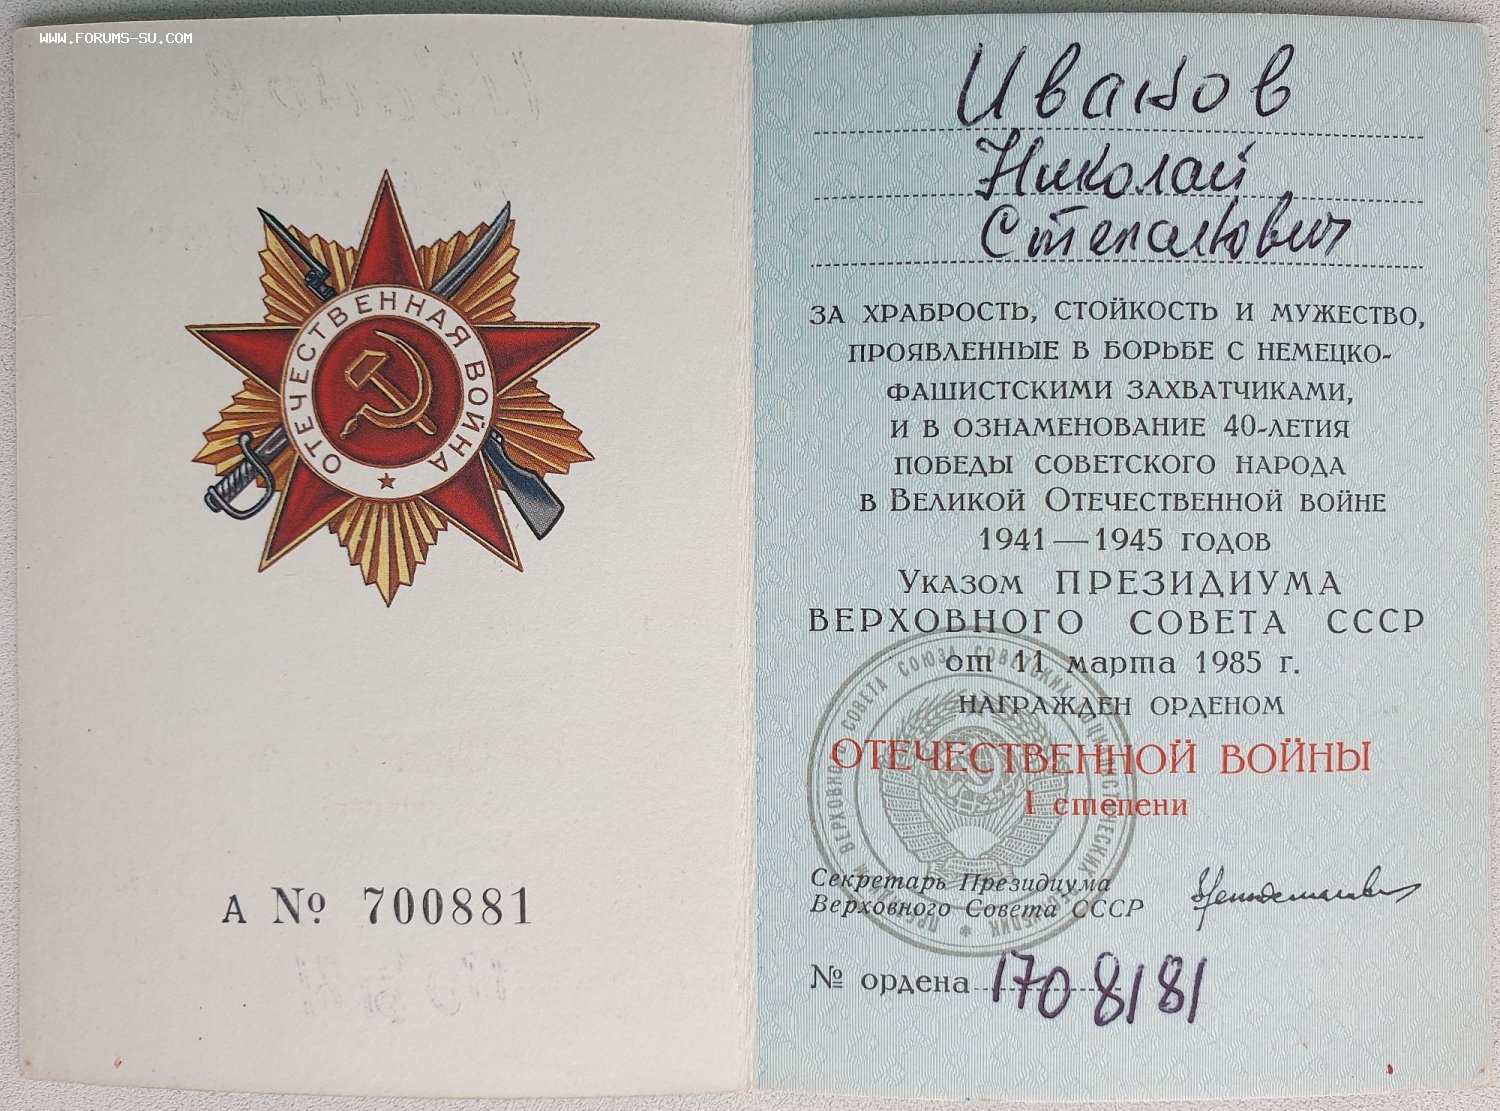 WWW.FORUMS-SU.COM
ОТЕЧЕСТВЕННАЯ ВОЙНА
А № 700881
Иванов
Николай
Степанович
ЗА ХРАБРОСТЬ, СТОЙКОСТЬ И МУЖЕСТВО,
ПРОЯВЛЕННЫЕ В БОРЬБЕ С НЕМЕЦКО-
ФАШИСТСКИМИ ЗАХВАТЧИКАМИ,
И В ОЗНАМЕНОВАНИЕ 40-ЛЕТИЯ
ПОБЕДЫ СОВЕТСКОГО НАРОДА
В ВЕЛИКОЙ ОТЕЧЕСТВЕННОЙ ВОЙНЕ
1941—1945 ГОДОВ
УКАЗОМ ПРЕЗИДИУМА
ВЕРХОВНОГО СОВЕТА СССР
от 11 марта 1985 г.
НАГРАЖДЕН ОРДЕНОМ
ОТЕЧЕСТВЕННОЙ ВОЙНЫ
I степени
Секретарь Президиума
Верховного Совета СССР
№ ордена 1708181